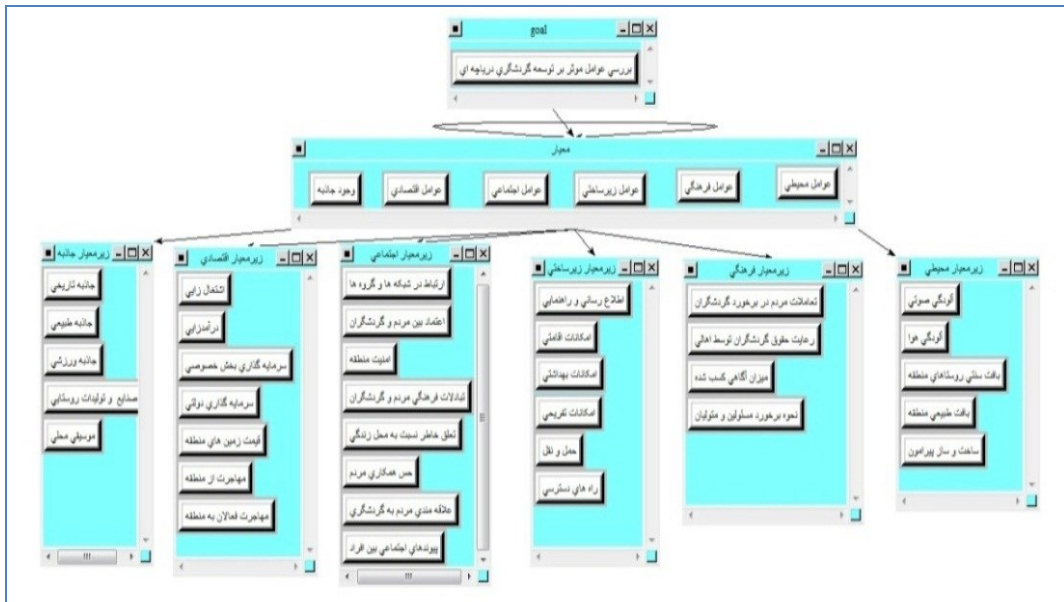 goal
بررسي عوامل موثر بر توسعه گردشگري درياچه اي
معيار
عوامل محيطي
عوامل فرهنگي
عوامل زيرساختي
عوامل اجتماعي
عوامل اقتصادي
وجود جاذبه
زيرمعيار محيطي
آلودگي صوتي
آلودگي هوا
بافت سنتي روستاهاي منطقه
بافت طبيعي منطقه
ساخت و ساز پيرامون
زيرمعيار فرهنگي
تعاملات مردم در برخورد گردشگران
رعايت حقوق گردشگران توسط اهالي
ميزان آگاهي کسب شده
نحوه برخورد مسئولين و متوليان
زيرمعيار زيرساختي
اطلاع رساني و راهنمايي
امکانات اقامتي
امکانات بهداشتي
امکانات تفريحي
حمل و نقل
راه هاي دسترسي
زيرمعيار اجتماعي
ارتباط در شبکه ها و گروه ها
اعتماد بين مردم و گردشگران
امنيت منطقه
تبادلات فرهنگي مردم و گردشگران
تعلق خاطر نسبت به محل زندگي
حس همکاري مردم
علاقه مندي مردم به گردشگري
پيوندهاي اجتماعي بين افراد
زيرمعيار اقتصادي
اشتغال زايي
درآمدزايي
سرمايه گذاري بخش خصوصي
سرمايه گذاري دولتي
قيمت زمين هاي منطقه
مهاجرت از منطقه
مهاجرت فعالان به منطقه
زيرمعيار جاذبه
جاذبه تاريخي
جاذبه طبيعي
جاذبه ورزشي
صنايع و توليدات روستايي
موسيقي محلي